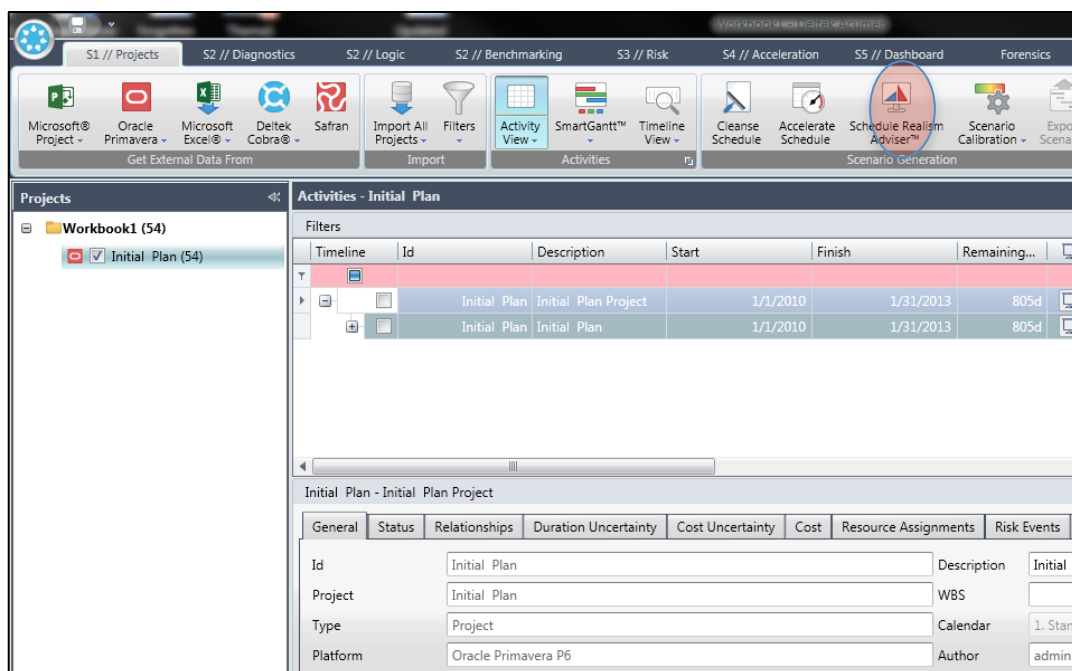 Workbook1 - Deltek Acumen
S1 // Projects S2 // Diagnostics S2 // Logic S2 // Benchmarking S3 // Risk S4 // Acceleration S5 // Dashboard Forensics
Microsoft® Oracle Microsoft Deltek Safran Import All Filters Activity SmartGantt™ Timeline Cleanse Accelerate Schedule Realism Scenario
Project Primavera Excel® Cobra® Projects View View Schedule Schedule Adviser™ Calibration
Get External Data From Import Activities Scenario Generation
Projects Activities - Initial Plan
Workbook1 (54) Filters
Initial Plan (54) Timeline Id Description Start Finish Remaining...
Initial Plan Initial Plan Project 1/1/2010 1/31/2013 805d
Initial Plan Initial Plan 1/1/2010 1/31/2013 805d
Initial Plan - Initial Plan Project
General Status Relationships Duration Uncertainty Cost Uncertainty Cost Resource Assignments Risk Events
Id Initial Plan Description Initial
Project Initial Plan WBS
Type Project Calendar 1. Stan
Platform Oracle Primavera P6 Author admin